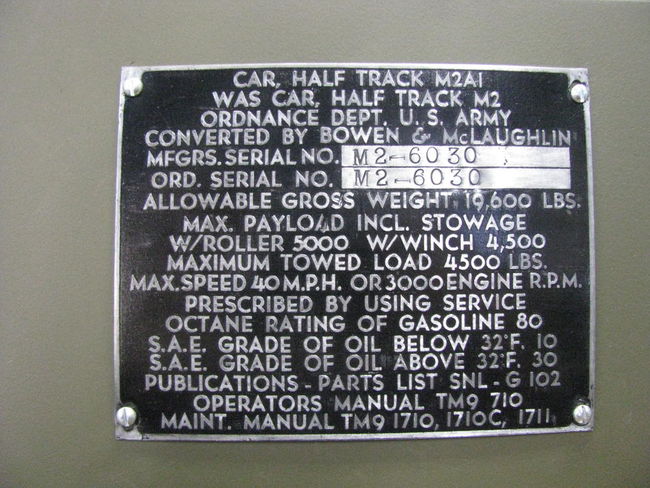 CAR, HALF TRACK M2A1
WAS CAR, HALF TRACK M2
ORDNANCE DEPT. U. S. ARMY
CONVERTED BY BOWEN & McLAUGHLIN
MFGRS. SERIAL NO. M2-6030
ORD. SERIAL NO. M2-6030
ALLOWABLE GROSS WEIGHT. 19,600 LBS.
MAX. PAYLOAD INCL. STOWAGE
W/ROLLER 5000 W/WINCH 4,500
MAXIMUM TOWED LOAD 4500 LBS.
MAX. SPEED 40 M.P.H. OR 3000 ENGINE R.P.M.
PRESCRIBED BY USING SERVICE
OCTANE RATING OF GASOLINE 80
S.A.E. GRADE OF OIL BELOW 32°F. 10
S.A.E. GRADE OF OIL ABOVE 32°F. 30
PUBLICATIONS - PARTS LIST SNL - G 102
OPERATORS MANUAL TM9 710
MAINT. MANUAL TM9 1710, 1710C, 1711